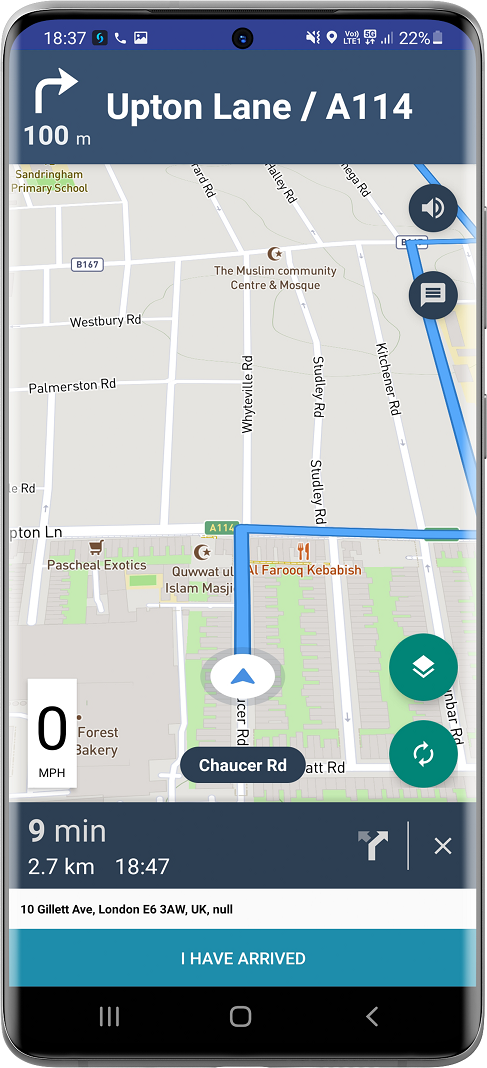 18:37
Vo))
LTE1
5G
22%
100 m
Upton Lane / A114
Sandringham
Primary School
rard Rd
Halley Rd
mega Rd
B167
The Muslim community
Centre & Mosque
Westbury Rd
Palmerston Rd
Whyteville Rd
Studley Rd
Kitchener Rd
Studley Rd
le Rd
pton Ln
A114
Pascheal Exotics
Quwwat ul
Islam Masji
Al Farooq Kebabish
ucer Rd
nbar Rd
0
MPH
Forest
Bakery
Chaucer Rd
att Rd
9 min
2.7 km 18:47
10 Gillett Ave, London E6 3AW, UK, null
I HAVE ARRIVED